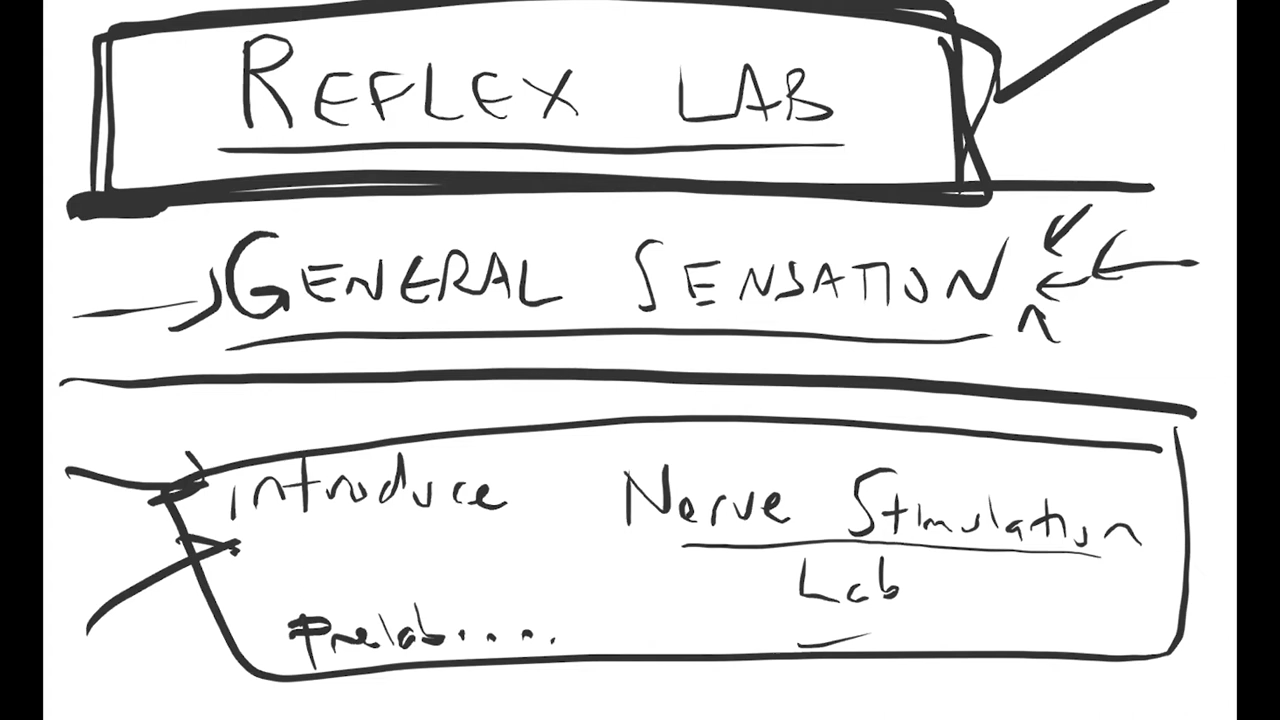 REFLEX LAB
GENERAL SENSATION
introduce Nerve Stimulation
Lab
Prelab....